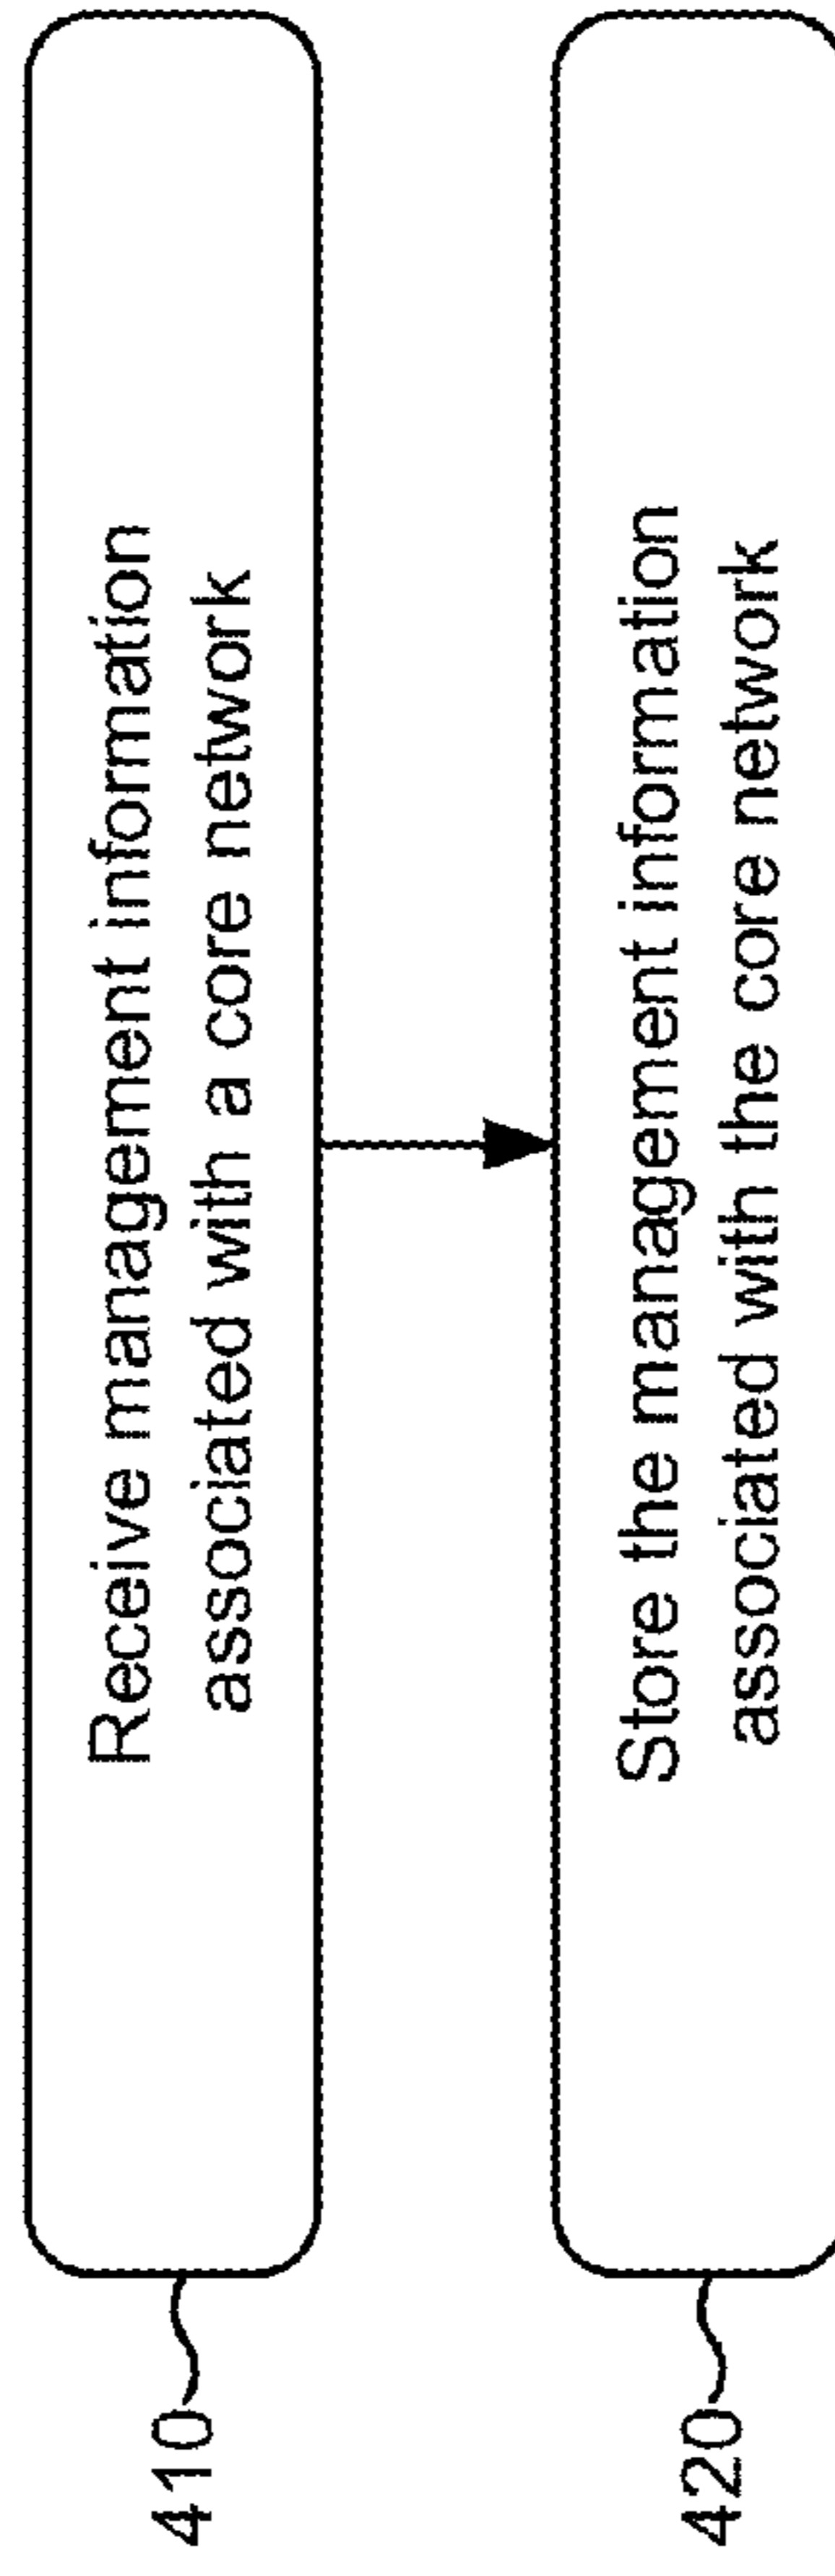 410
Receive management information
associated with a core network
420
Store the management information
associated with the core network